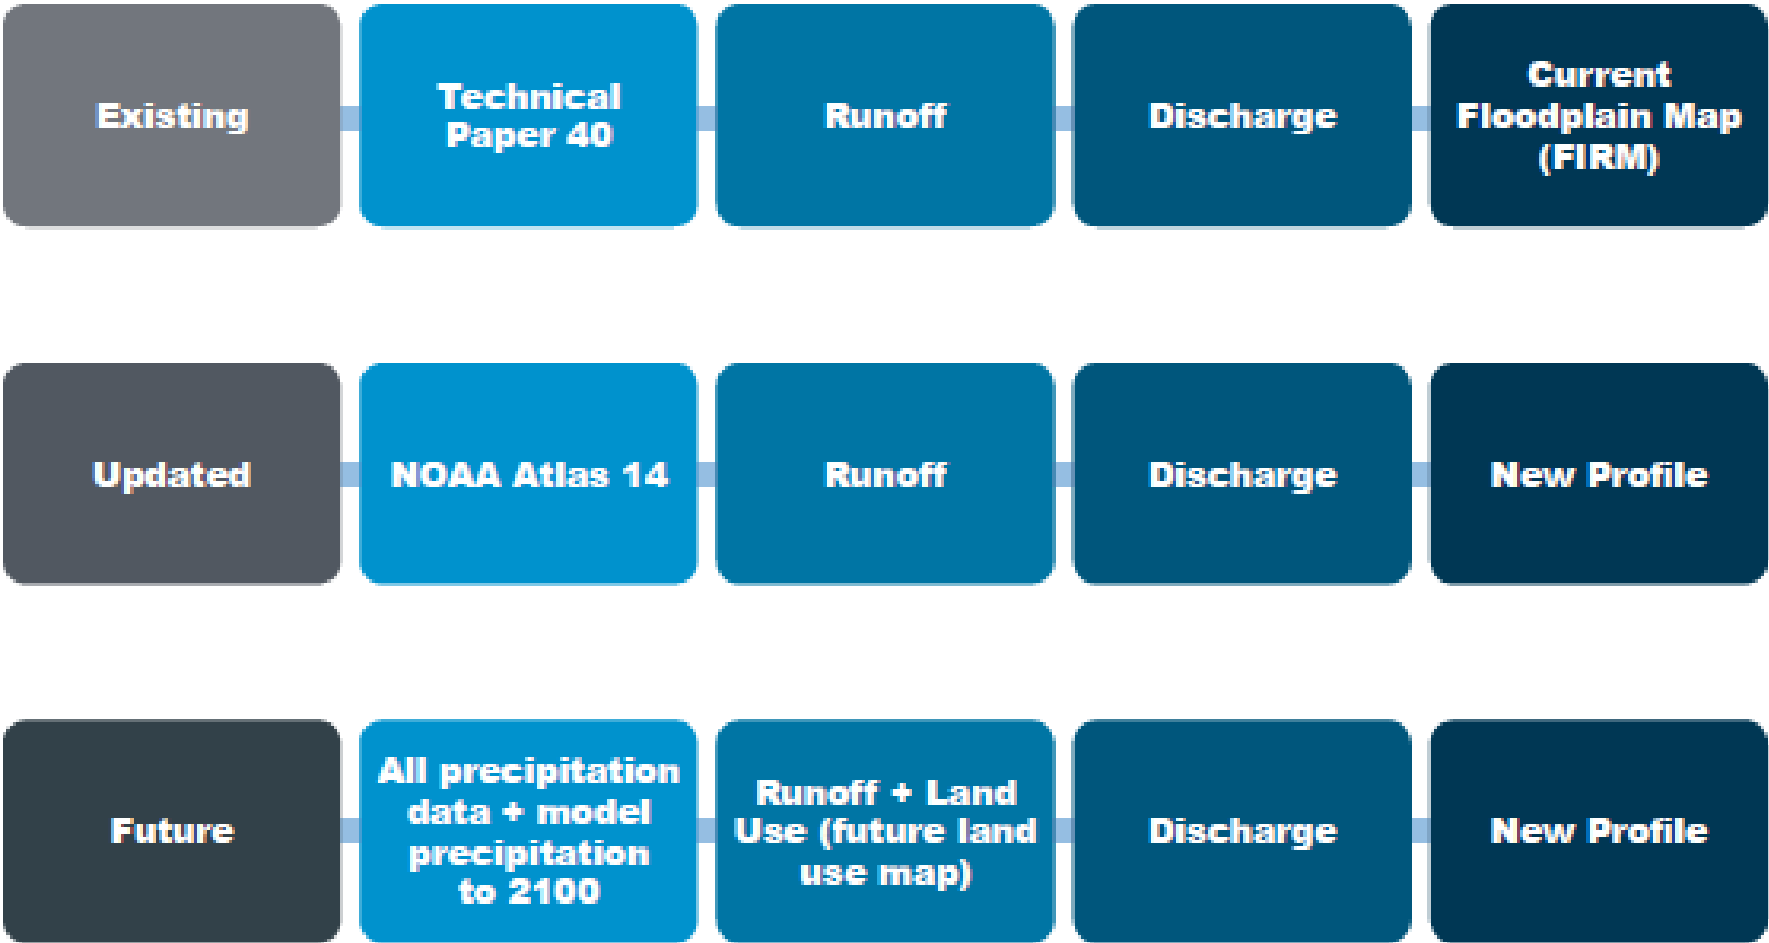 Existing
Technical
Paper 40
Runoff
Discharge
Current
Floodplain Map
(FIRM)
Updated
NOAA Atlas 14
Runoff
Discharge
New Profile
Future
All precipitation
data + model
precipitation
to 2100
Runoff + Land
Use (future land
use map)
Discharge
New Profile